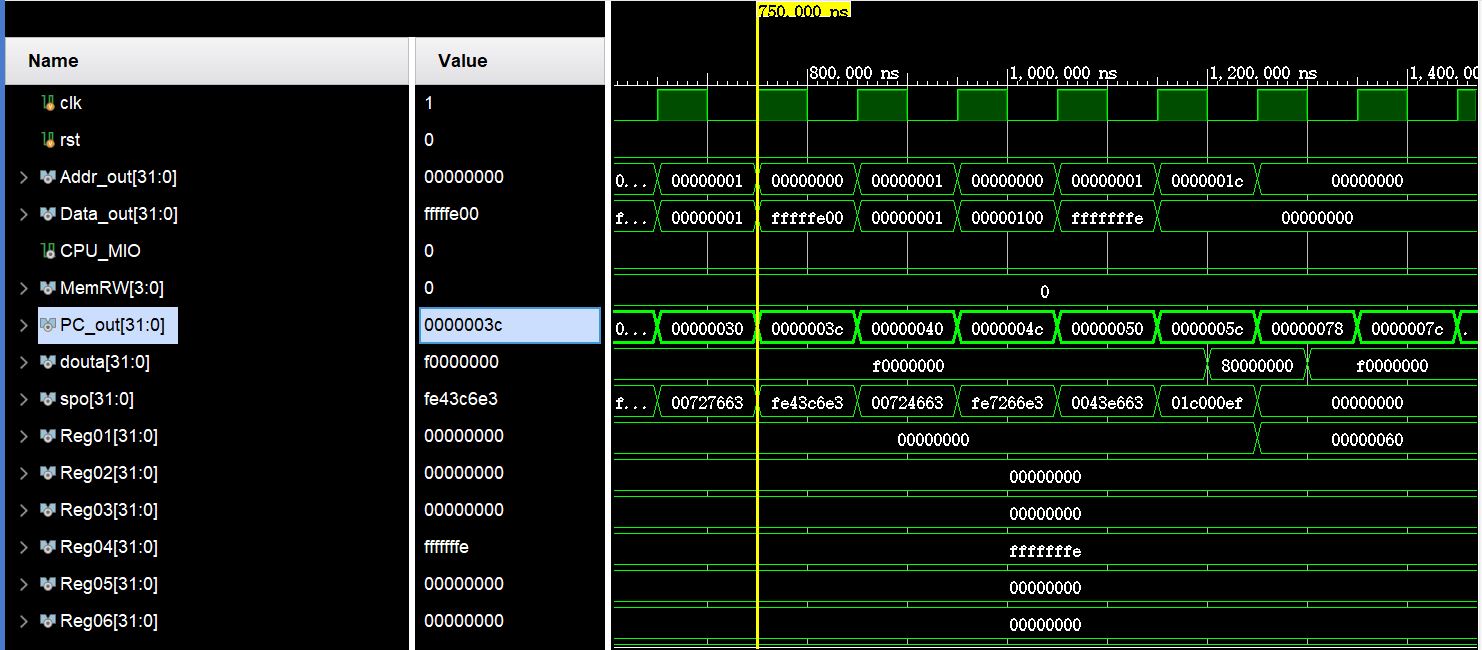 750.000 ns
Name Value
800.000 ns 1,000.000 ns 1,200.000 ns 1,400.00
clk 1
rst 0
Addr_out[31:0] 00000000 0... 00000001 00000000 00000001 00000000 00000001 0000001c 00000000
Data_out[31:0] fffffe00 f... 00000001 fffffe00 00000001 00000100 fffffffe 00000000
CPU_MIO 0
MemRW[3:0] 0 0
PC_out[31:0] 0000003c 0... 00000030 0000003c 00000040 0000004c 00000050 0000005c 00000078 0000007c .
douta[31:0] f0000000 f0000000 80000000 f0000000
spo[31:0] fe43c6e3 f... 00727663 fe43c6e3 00724663 fe7266e3 0043e663 01c000ef 00000000
Reg01[31:0] 00000000 00000000 00000060
Reg02[31:0] 00000000 00000000
Reg03[31:0] 00000000 00000000
Reg04[31:0] fffffffe fffffffe
Reg05[31:0] 00000000 00000000
Reg06[31:0] 00000000 00000000